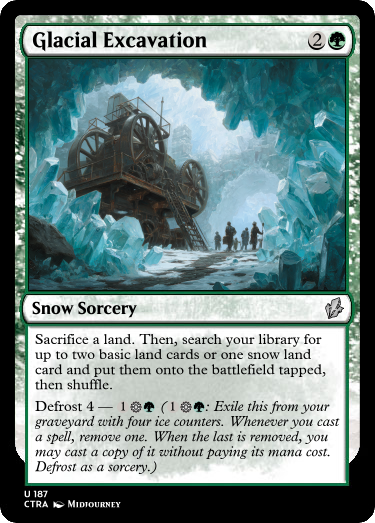 Glacial Excavation 2
Snow Sorcery
Sacrifice a land. Then, search your library for
up to two basic land cards or one snow land
card and put them onto the battlefield tapped,
then shuffle.
Defrost 4 — 1 ( 1 : Exile this from your
graveyard with four ice counters. Whenever you cast
a spell, remove one. When the last is removed, you
may cast a copy of it without paying its mana cost.
Defrost as a sorcery.)
U 187
CTRA Midjourney